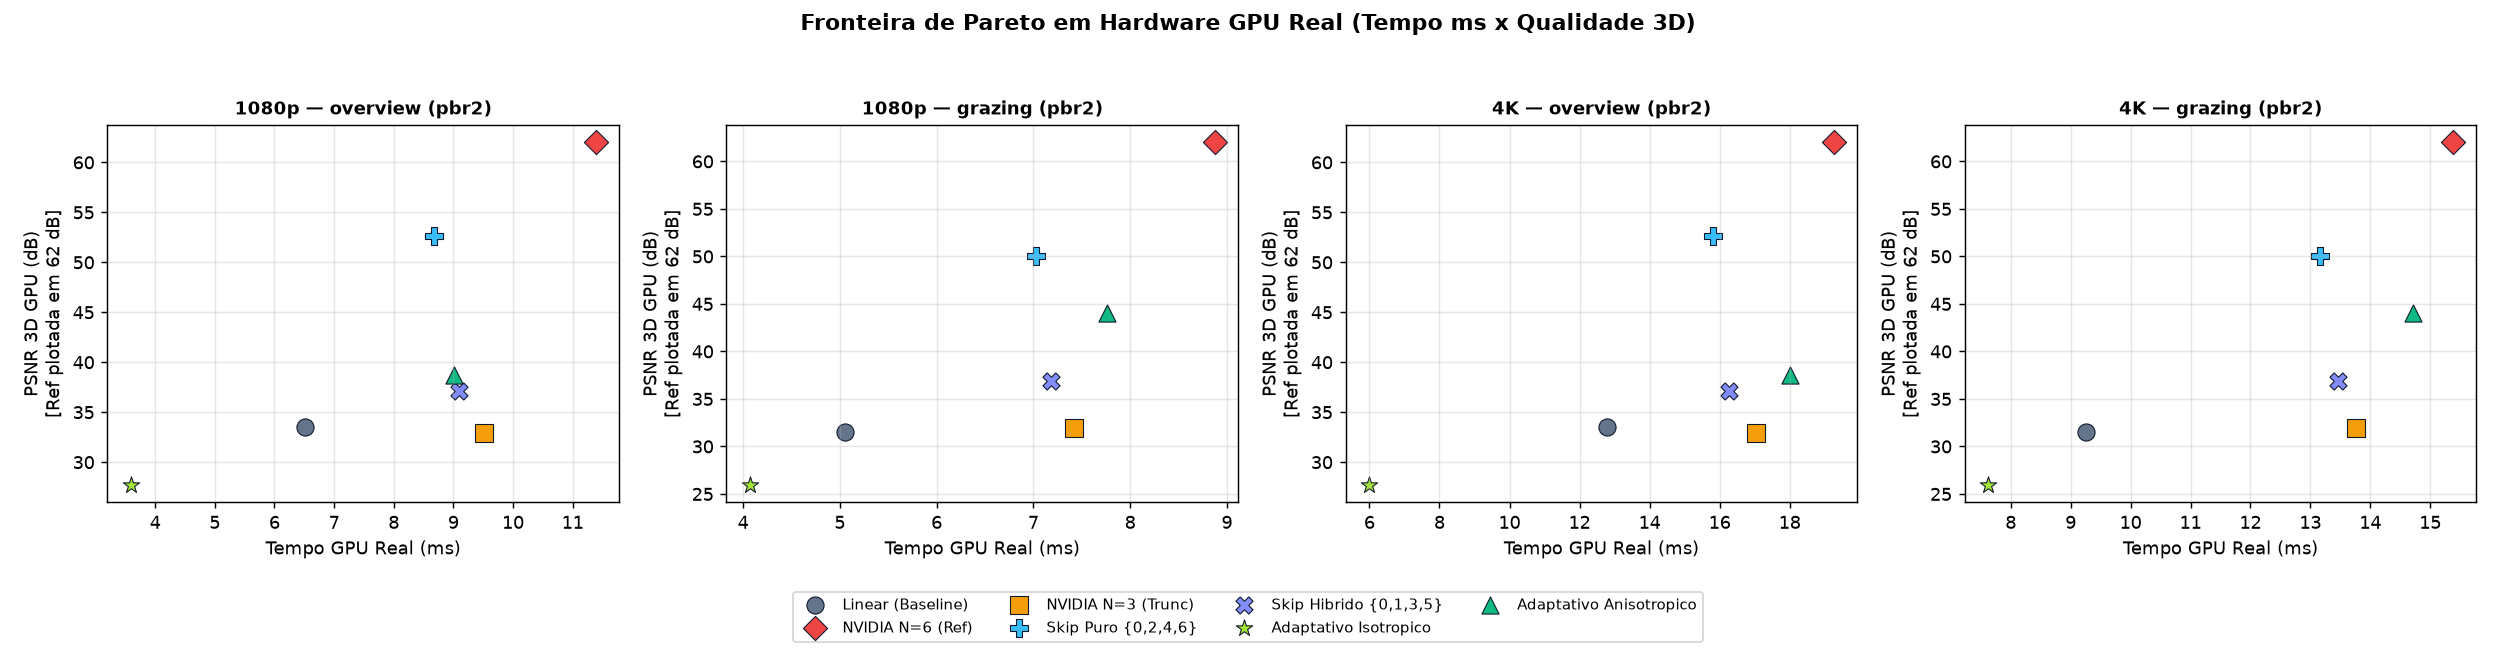 Fronteira de Pareto em Hardware GPU Real (Tempo ms x Qualidade 3D)
1080p — overview (pbr2)
PSNR 3D GPU (dB)
[Ref plotada em 62 dB]
60
55
50
45
40
35
30
4 5 6 7 8 9 10 11
Tempo GPU Real (ms)
1080p — grazing (pbr2)
PSNR 3D GPU (dB)
[Ref plotada em 62 dB]
60
55
50
45
40
35
30
25
4 5 6 7 8 9
Tempo GPU Real (ms)
4K — overview (pbr2)
PSNR 3D GPU (dB)
[Ref plotada em 62 dB]
60
55
50
45
40
35
30
6 8 10 12 14 16 18
Tempo GPU Real (ms)
4K — grazing (pbr2)
PSNR 3D GPU (dB)
[Ref plotada em 62 dB]
60
55
50
45
40
35
30
25
8 9 10 11 12 13 14 15
Tempo GPU Real (ms)
Linear (Baseline)
NVIDIA N=6 (Ref)
NVIDIA N=3 (Trunc)
Skip Puro {0,2,4,6}
Skip Hibrido {0,1,3,5}
Adaptativo Isotropico
Adaptativo Anisotropico